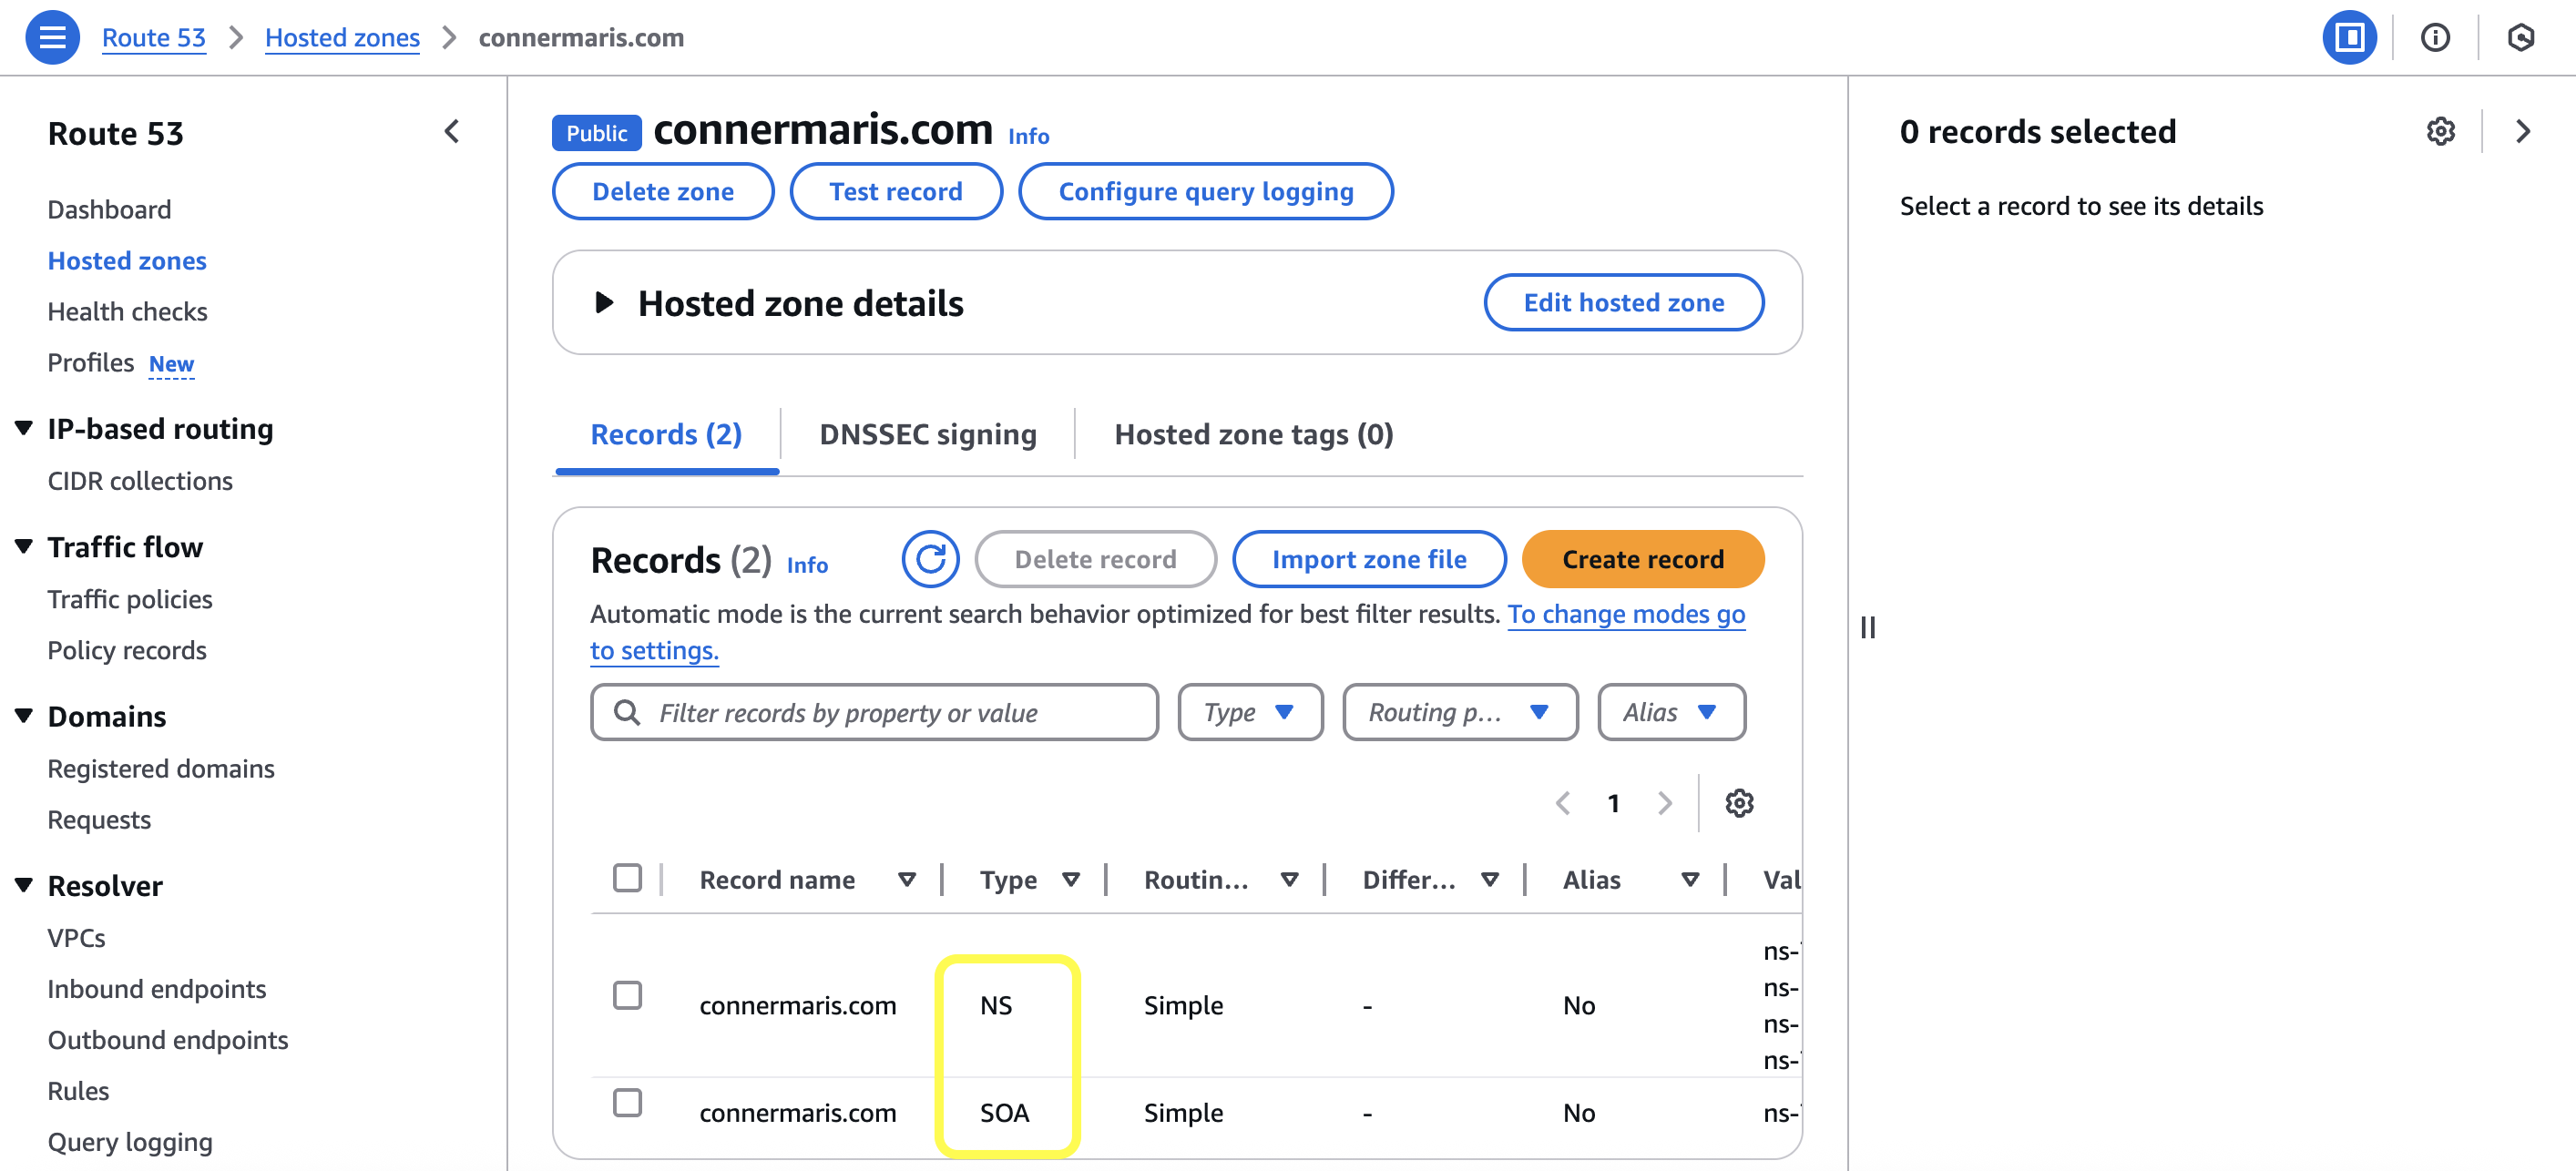 Route 53 > Hosted zones > connermaris.com
Route 53
Dashboard
Hosted zones
Health checks
Profiles New
IP-based routing
CIDR collections
Traffic flow
Traffic policies
Policy records
Domains
Registered domains
Requests
Resolver
VPCs
Inbound endpoints
Outbound endpoints
Rules
Query logging
Public connermaris.com Info
Delete zone Test record Configure query logging
Hosted zone details Edit hosted zone
Records (2) DNSSEC signing Hosted zone tags (0)
Records (2) Info Delete record Import zone file Create record
Automatic mode is the current search behavior optimized for best filter results. To change modes go
to settings.
Filter records by property or value Type Routing p... Alias
1
Record name Type Routin... Differ... Alias Val
ns-
ns-
connermaris.com NS Simple - No
ns-
ns-
connermaris.com SOA Simple - No ns-
0 records selected
Select a record to see its details